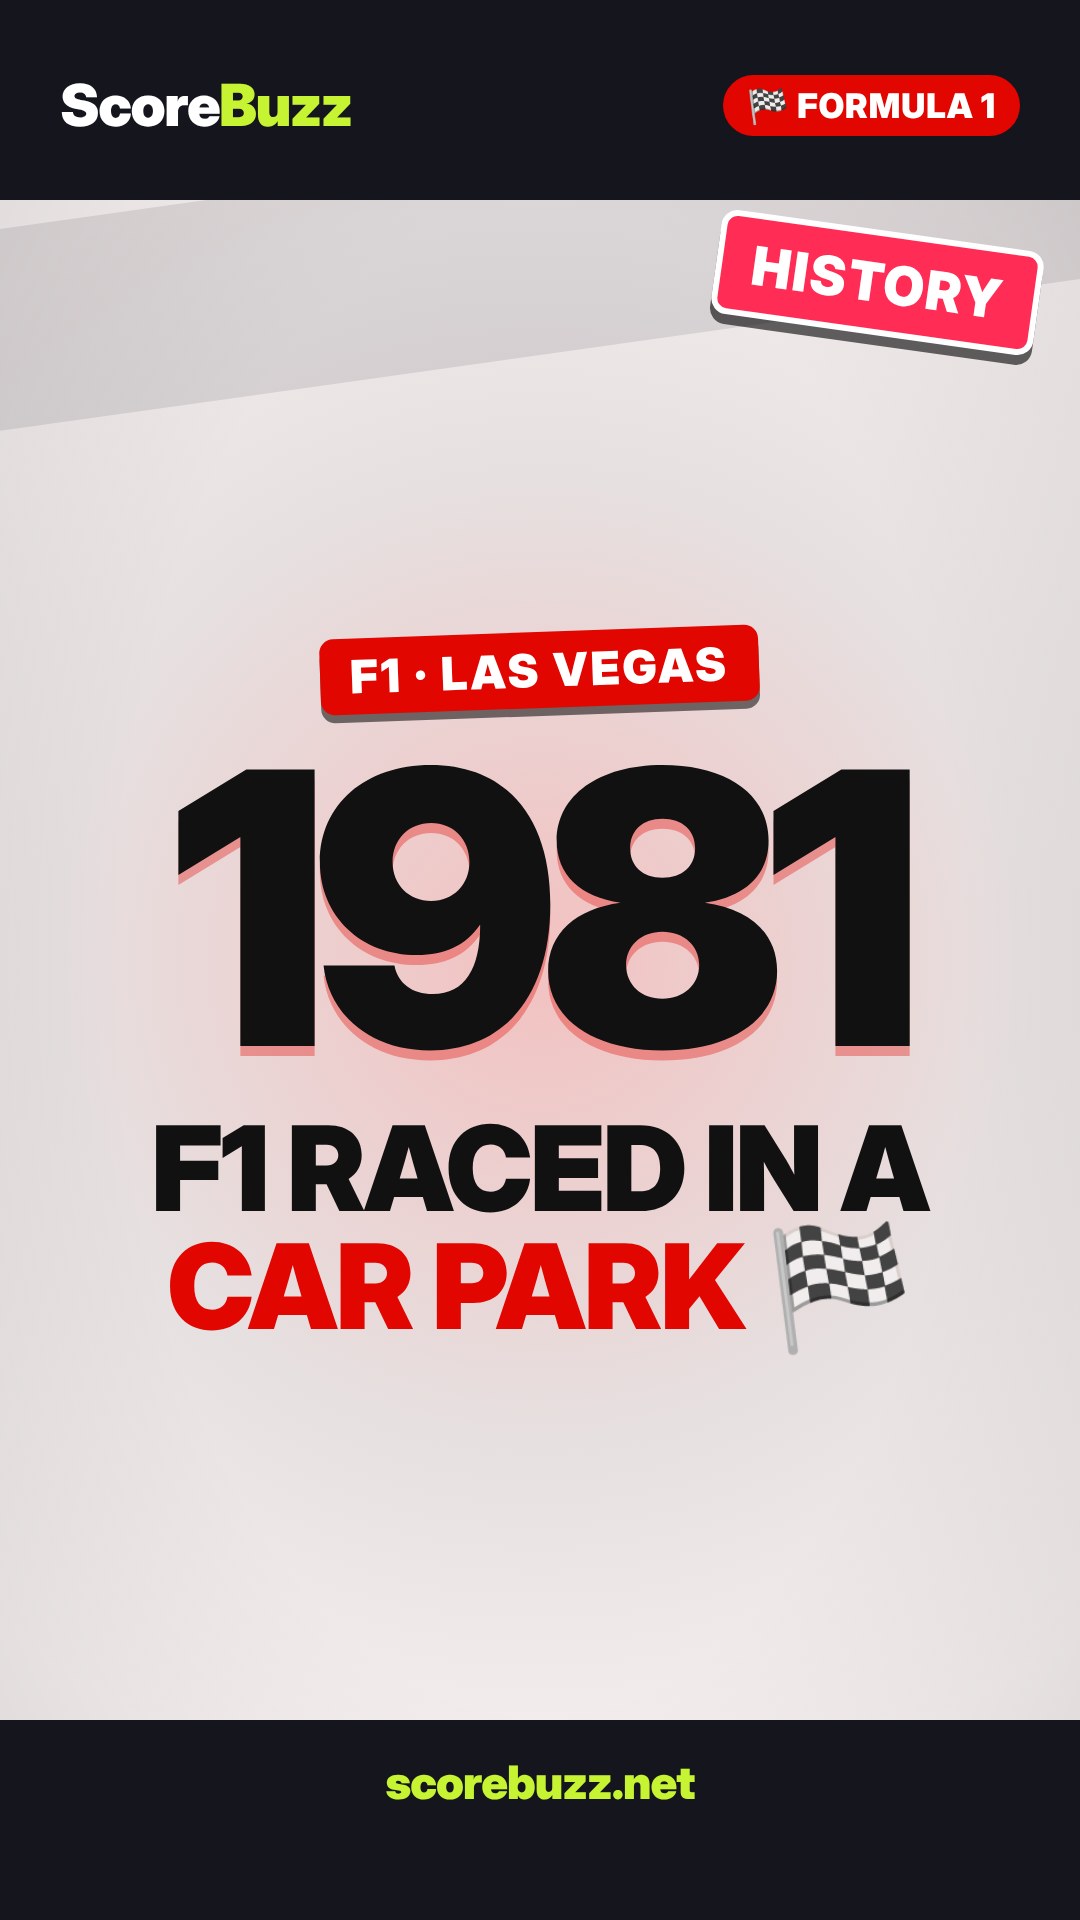 ScoreBuzz
🏁 FORMULA 1
HISTORY
F1 · LAS VEGAS
1981
F1 RACED IN A
CAR PARK 🏁
scorebuzz.net